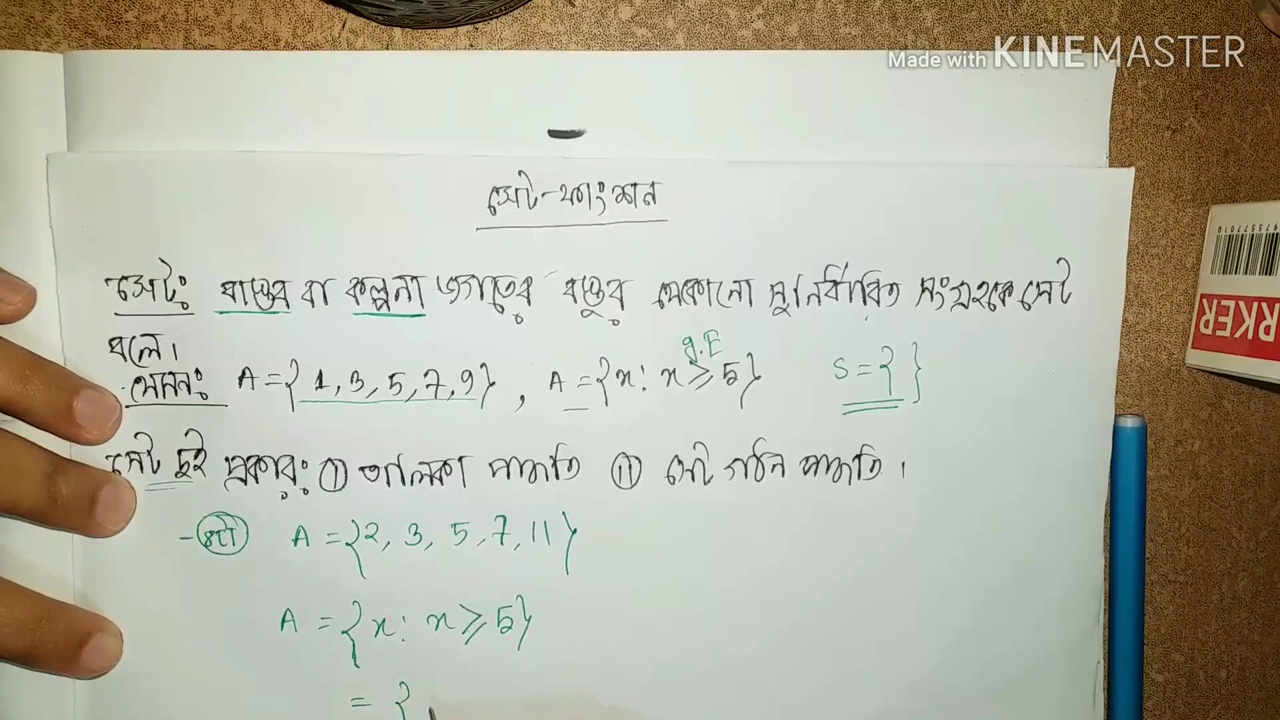 Made with KINEMASTER
সেট-ফাংশন
সেটঃ বাস্তব বা কল্পনা জগতের বস্তুর যেকোনো সুনির্ধারিত সংগ্রহকে সেট
বলে।
g.E
যেমনঃ A={1, 3, 5, 7, 9}, A={x: x≥5} S={ }
সেট দুই প্রকারঃ (i) তালিকা পদ্ধতি (ii) সেট গঠন পদ্ধতি।
A={2, 3, 5, 7, 11}
A={x: x≥5}
= {
RKER